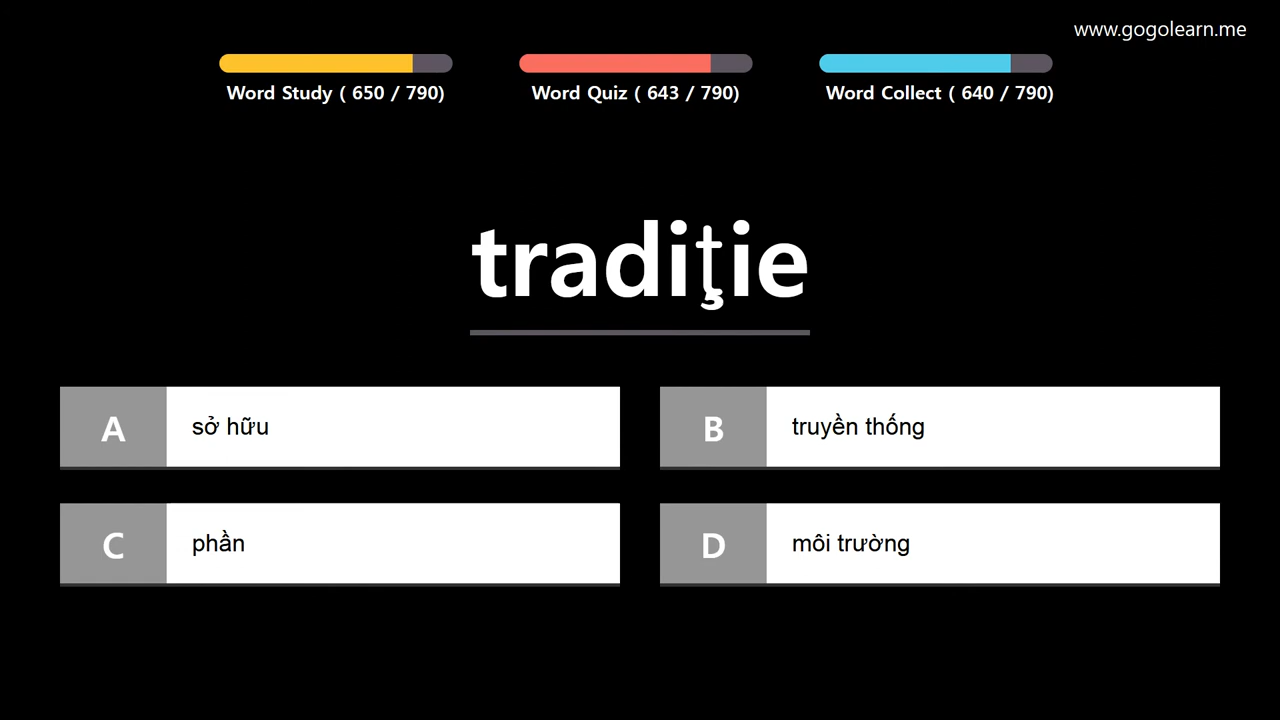 www.gogolearn.me
Word Study ( 650 / 790)
Word Quiz ( 643 / 790)
Word Collect ( 640 / 790)
tradiţie
A
sở hữu
B
truyền thống
C
phần
D
môi trường